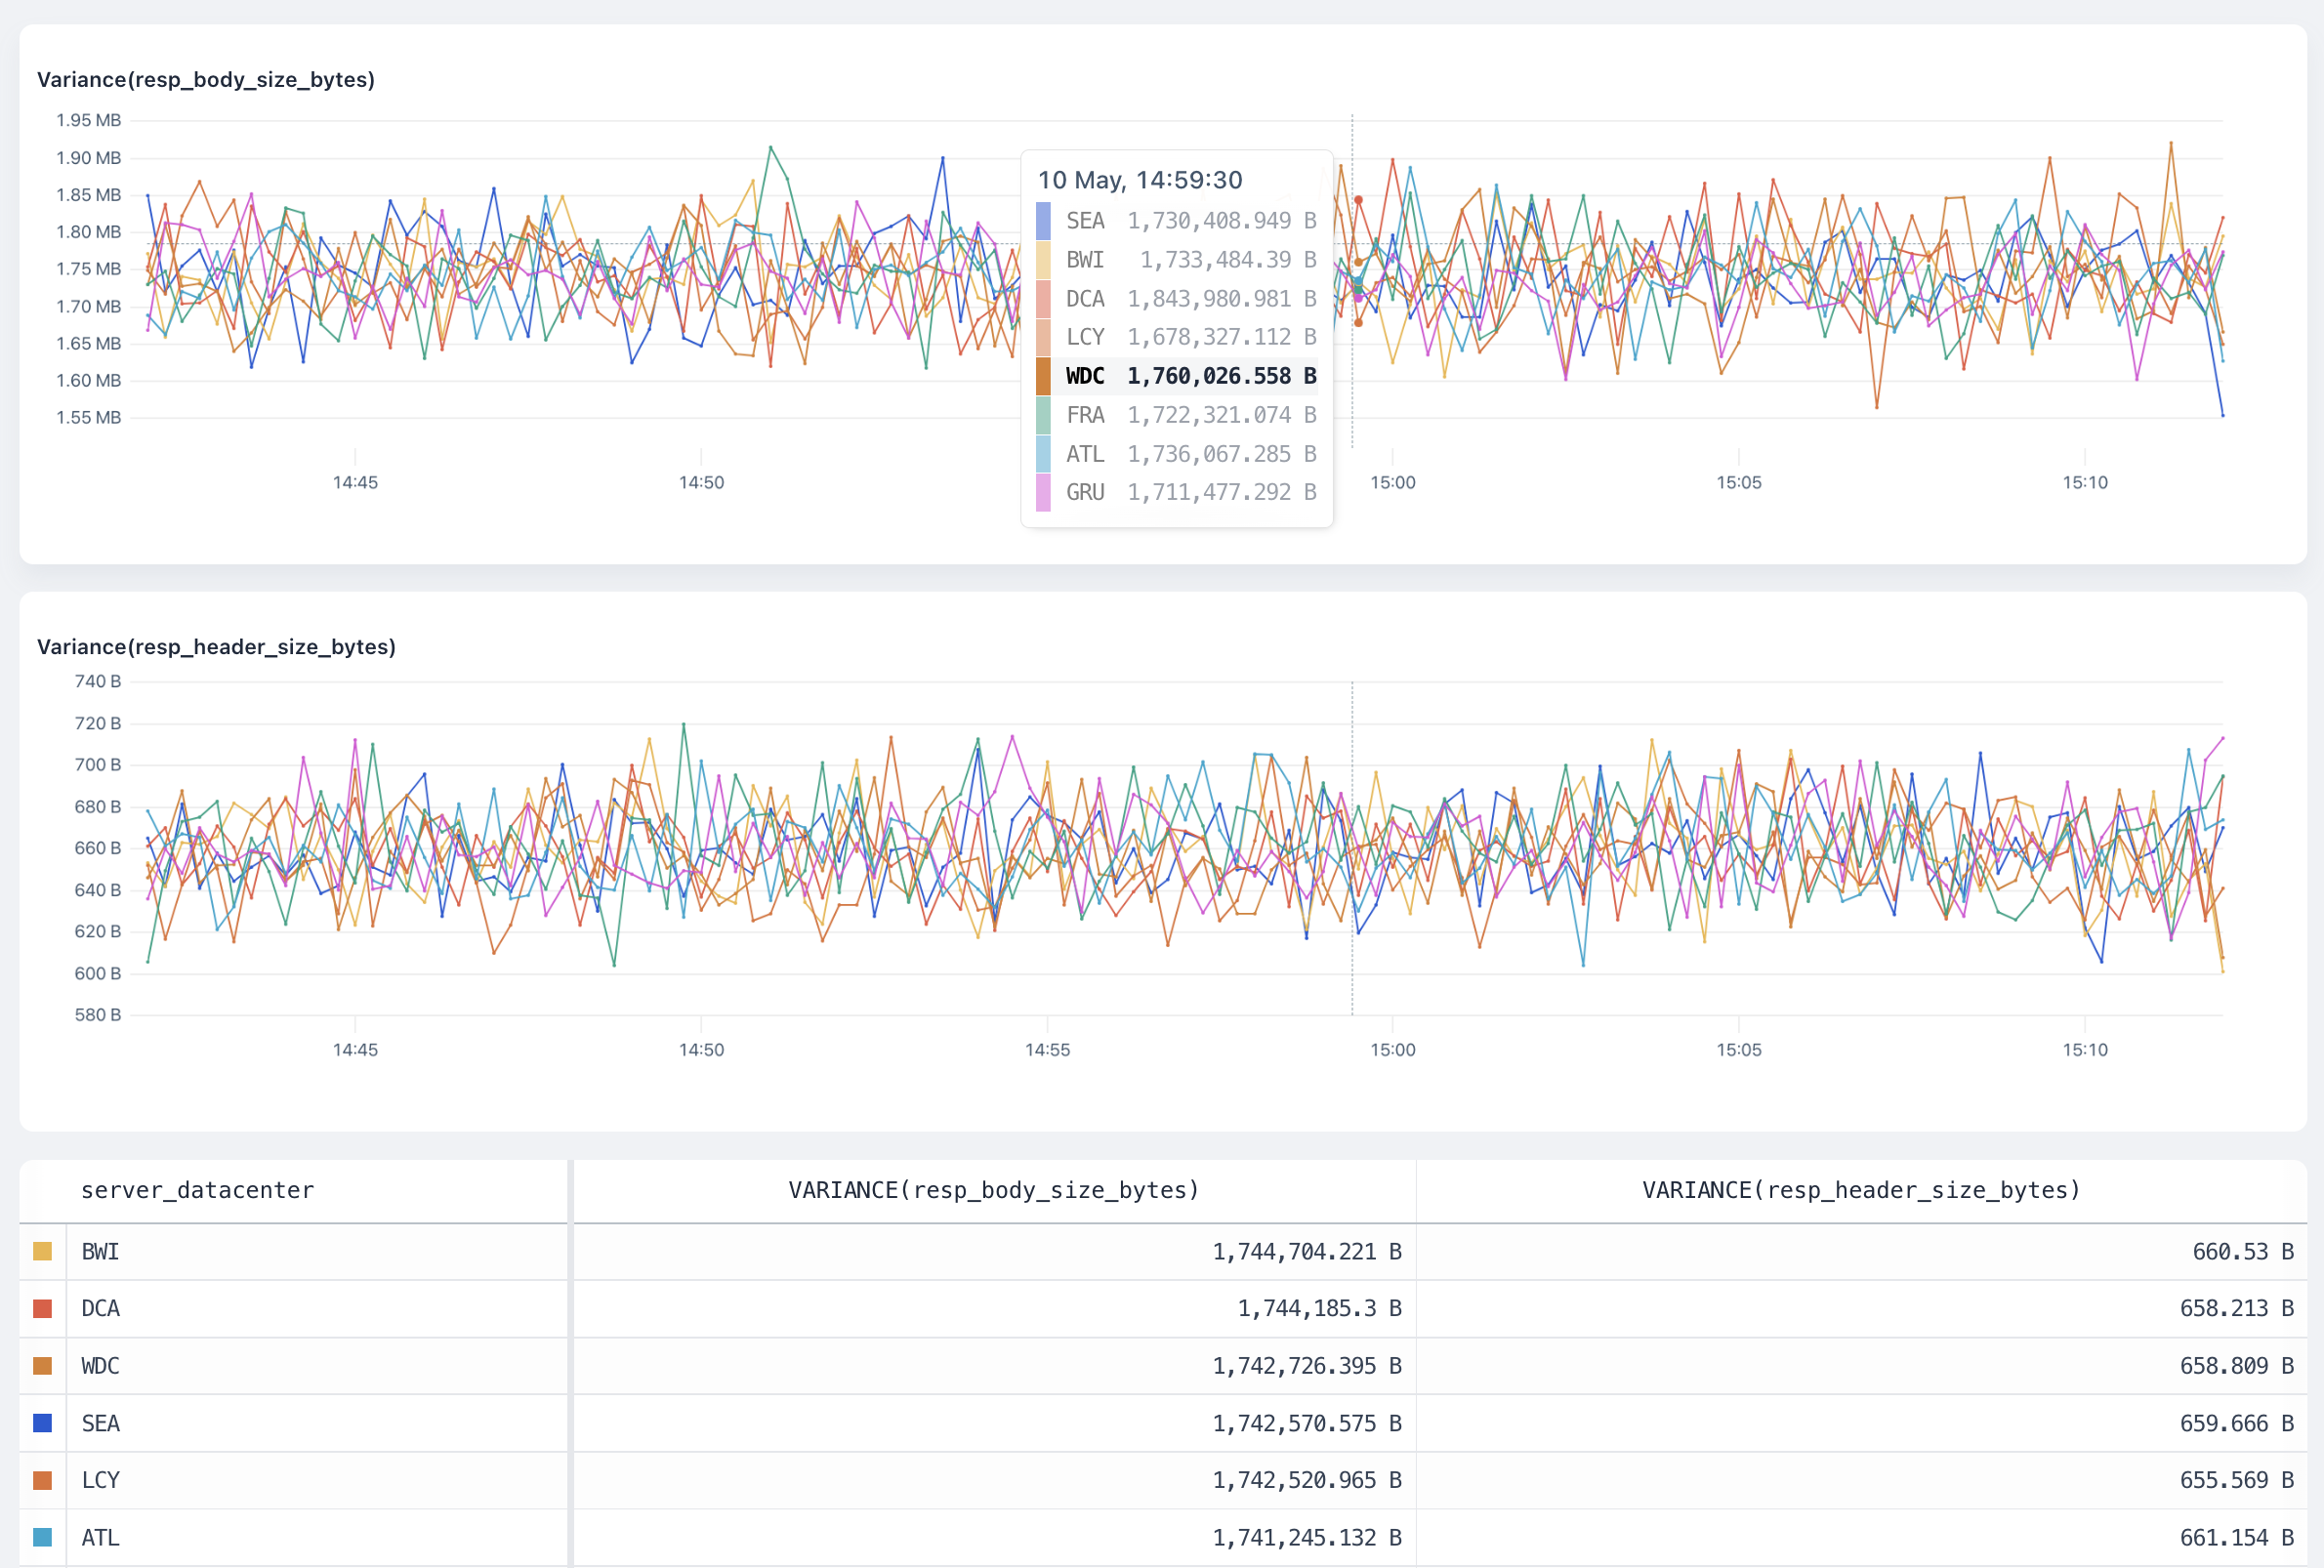 Variance(resp_body_size_bytes)
1.95 MB
1.90 MB
1.85 MB
1.80 MB
1.75 MB
1.70 MB
1.65 MB
1.60 MB
1.55 MB
10 May, 14:59:30
SEA 1,730,408.949 B
BWI 1,733,484.39 B
DCA 1,843,980.981 B
LCY 1,678,327.112 B
WDC 1,760,026.558 B
FRA 1,722,321.074 B
ATL 1,736,067.285 B
GRU 1,711,477.292 B
14:45 14:50 15:00 15:05 15:10
Variance(resp_header_size_bytes)
740 B
720 B
700 B
680 B
660 B
640 B
620 B
600 B
580 B
14:45 14:50 14:55 15:00 15:05 15:10
server_datacenter VARIANCE(resp_body_size_bytes) VARIANCE(resp_header_size_bytes)
BWI 1,744,704.221 B 660.53 B
DCA 1,744,185.3 B 658.213 B
WDC 1,742,726.395 B 658.809 B
SEA 1,742,570.575 B 659.666 B
LCY 1,742,520.965 B 655.569 B
ATL 1,741,245.132 B 661.154 B